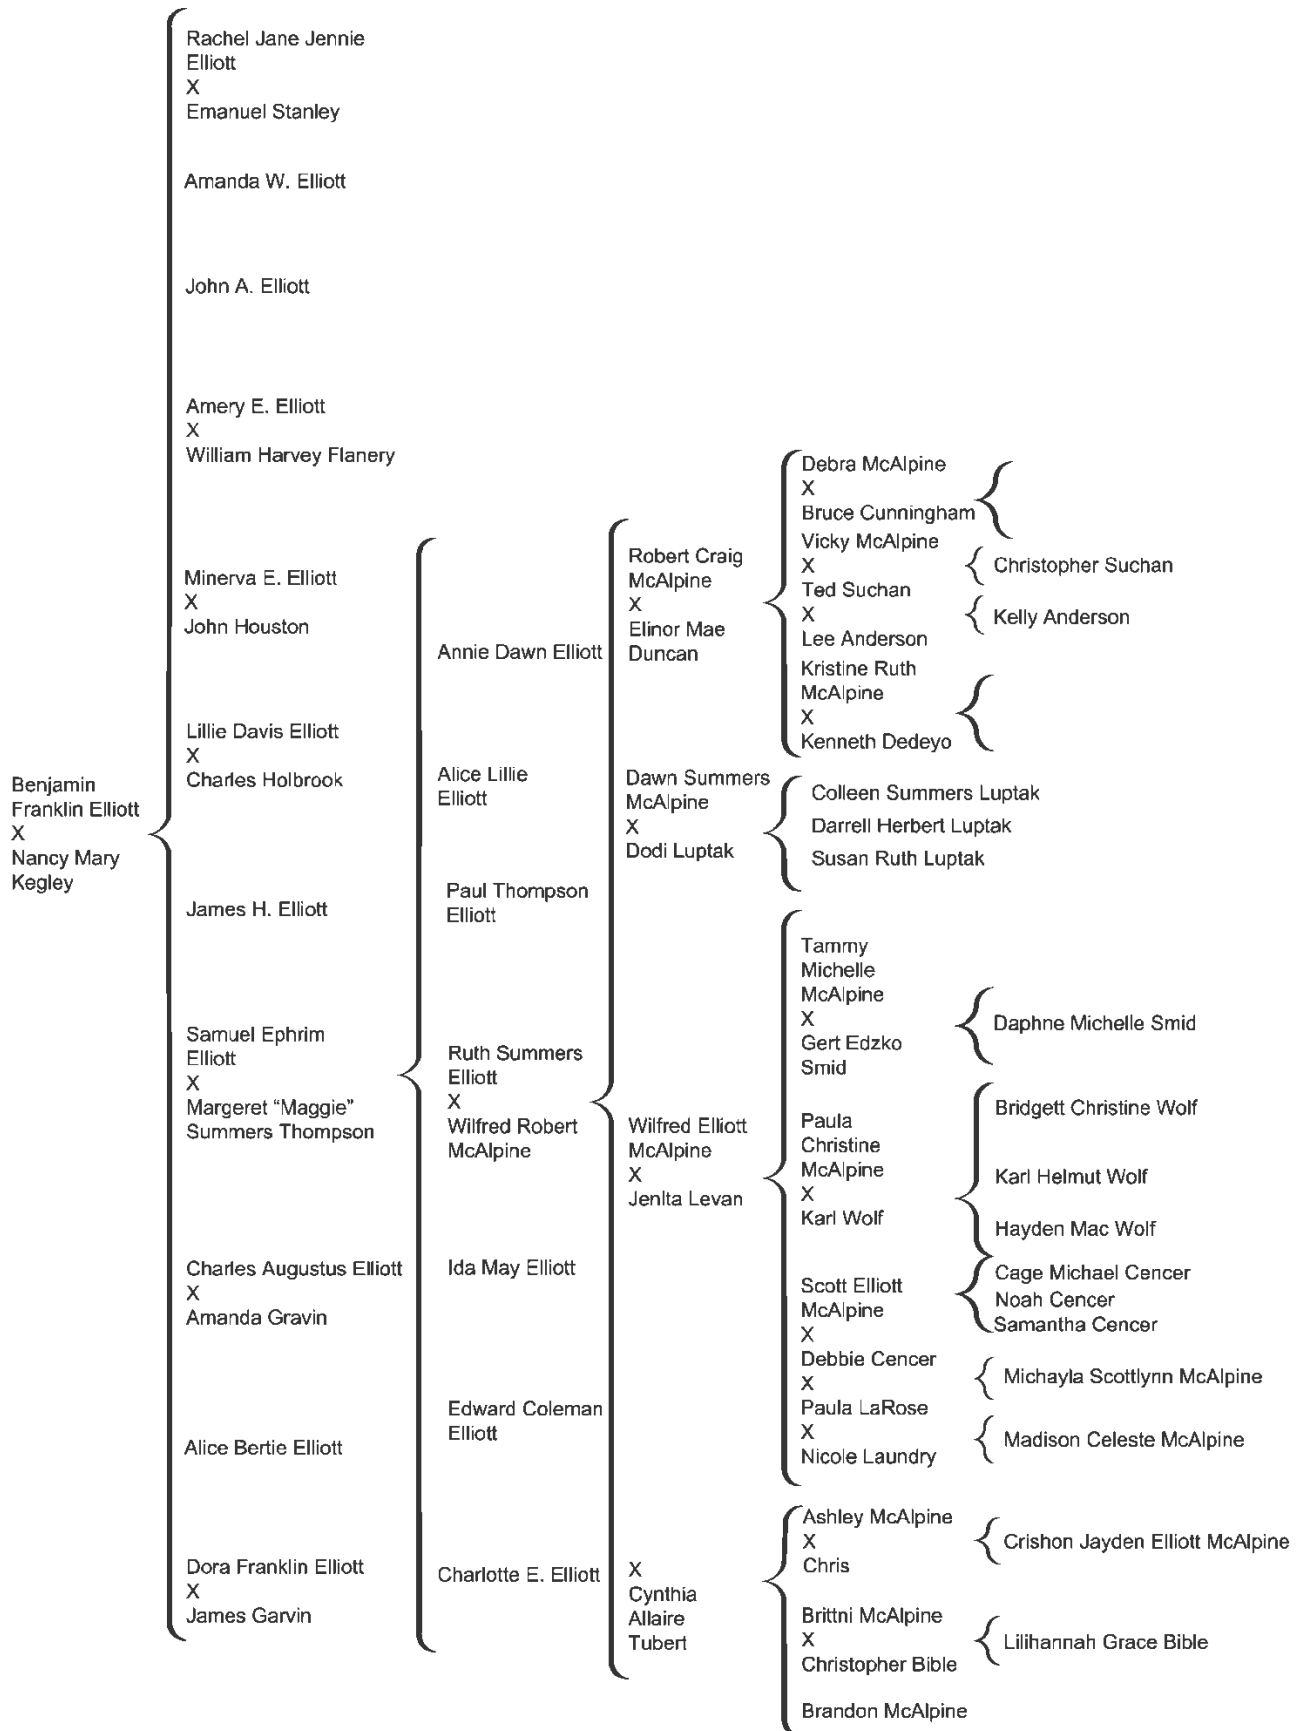 Rachel Jane Jennie
Elliott
X
Emanuel Stanley
Amanda W. Elliott
John A. Elliott
Amery E. Elliott
X
William Harvey Flanery
Minerva E. Elliott
X
John Houston
Lillie Davis Elliott
X
Charles Holbrook
Benjamin
Franklin Elliott
X
Nancy Mary
Kegley
James H. Elliott
Samuel Ephrim
Elliott
X
Margeret “Maggie”
Summers Thompson
Charles Augustus Elliott
X
Amanda Gravin
Alice Bertie Elliott
Dora Franklin Elliott
X
James Garvin
Annie Dawn Elliott
Alice Lillie
Elliott
Paul Thompson
Elliott
Ruth Summers
Elliott
X
Wilfred Robert
McAlpine
Ida May Elliott
Edward Coleman
Elliott
Charlotte E. Elliott
Robert Craig
McAlpine
X
Elinor Mae
Duncan
Dawn Summers
McAlpine
X
Dodi Luptak
Wilfred Elliott
McAlpine
X
Jenlta Levan
X
Cynthia
Allaire
Tubert
Debra McAlpine
X
Bruce Cunningham
Vicky McAlpine
X
Ted Suchan
X
Lee Anderson
Kristine Ruth
McAlpine
X
Kenneth Dedeyo
Christopher Suchan
Kelly Anderson
Colleen Summers Luptak
Darrell Herbert Luptak
Susan Ruth Luptak
Tammy
Michelle
McAlpine
X
Gert Edzko
Smid
Daphne Michelle Smid
Paula
Christine
McAlpine
X
Karl Wolf
Bridgett Christine Wolf
Karl Helmut Wolf
Hayden Mac Wolf
Scott Elliott
McAlpine
X
Debbie Cencer
X
Paula LaRose
X
Nicole Laundry
Cage Michael Cencer
Noah Cencer
Samantha Cencer
Michayla Scottlynn McAlpine
Madison Celeste McAlpine
Ashley McAlpine
X
Chris
Crishon Jayden Elliott McAlpine
Brittni McAlpine
X
Christopher Bible
Lilihannah Grace Bible
Brandon McAlpine